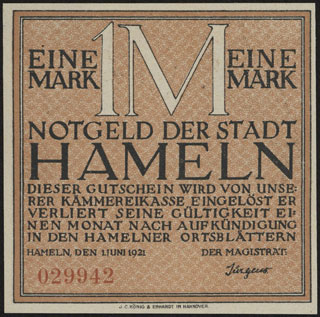 EINE 1M EINE
MARK MARK
NOTGELD DER STADT
HAMELN
DIESER GUTSCHEIN WIRD VON UNSE-
RER KÄMMEREIKASSE EINGELÖST ER
VERLIERT SEINE GÜLTIGKEIT EI-
NEN MONAT NACH AUFKÜNDIGUNG
IN DEN HAMELNER ORTSBLÄTTERN
HAMELN, DEN 1.JUNI 1921 DER MAGISTRAT:
029942 Jürgens
J. C. KÖNIG & EBHARDT IN HANNOVER.